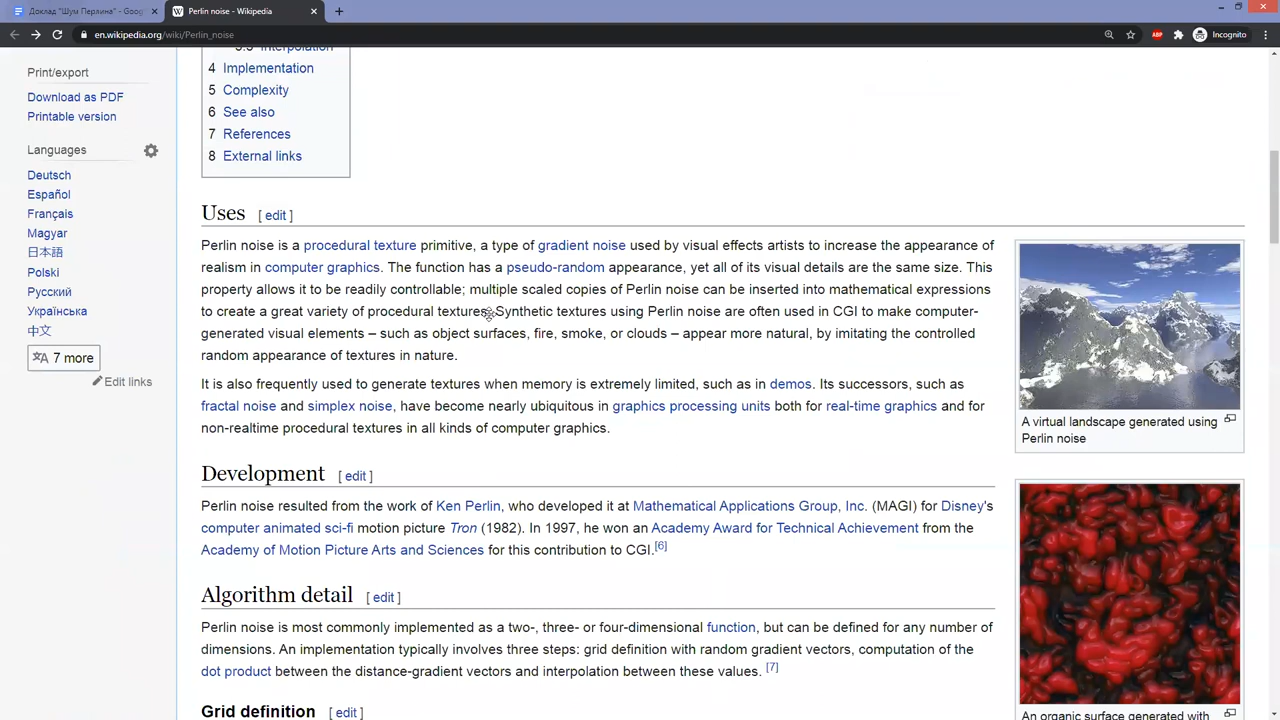 Доклад "Шум Перлина" - Goog
Perlin noise - Wikipedia
en.wikipedia.org/wiki/Perlin_noise
ABP
Incognito
Print/export
Download as PDF
Printable version
Languages
Deutsch
Español
Français
Magyar
日本語
Polski
Русский
Українська
中文
7 more
Edit links
3.3 Interpolation
4 Implementation
5 Complexity
6 See also
7 References
8 External links
Uses [ edit ]
Perlin noise is a procedural texture primitive, a type of gradient noise used by visual effects artists to increase the appearance of
realism in computer graphics. The function has a pseudo-random appearance, yet all of its visual details are the same size. This
property allows it to be readily controllable; multiple scaled copies of Perlin noise can be inserted into mathematical expressions
to create a great variety of procedural textures. Synthetic textures using Perlin noise are often used in CGI to make computer-
generated visual elements – such as object surfaces, fire, smoke, or clouds – appear more natural, by imitating the controlled
random appearance of textures in nature.
It is also frequently used to generate textures when memory is extremely limited, such as in demos. Its successors, such as
fractal noise and simplex noise, have become nearly ubiquitous in graphics processing units both for real-time graphics and for
non-realtime procedural textures in all kinds of computer graphics.
A virtual landscape generated using
Perlin noise
Development [ edit ]
Perlin noise resulted from the work of Ken Perlin, who developed it at Mathematical Applications Group, Inc. (MAGI) for Disney's
computer animated sci-fi motion picture Tron (1982). In 1997, he won an Academy Award for Technical Achievement from the
Academy of Motion Picture Arts and Sciences for this contribution to CGI.[6]
Algorithm detail [ edit ]
Perlin noise is most commonly implemented as a two-, three- or four-dimensional function, but can be defined for any number of
dimensions. An implementation typically involves three steps: grid definition with random gradient vectors, computation of the
dot product between the distance-gradient vectors and interpolation between these values. [7]
Grid definition [ edit ]
An organic surface generated with